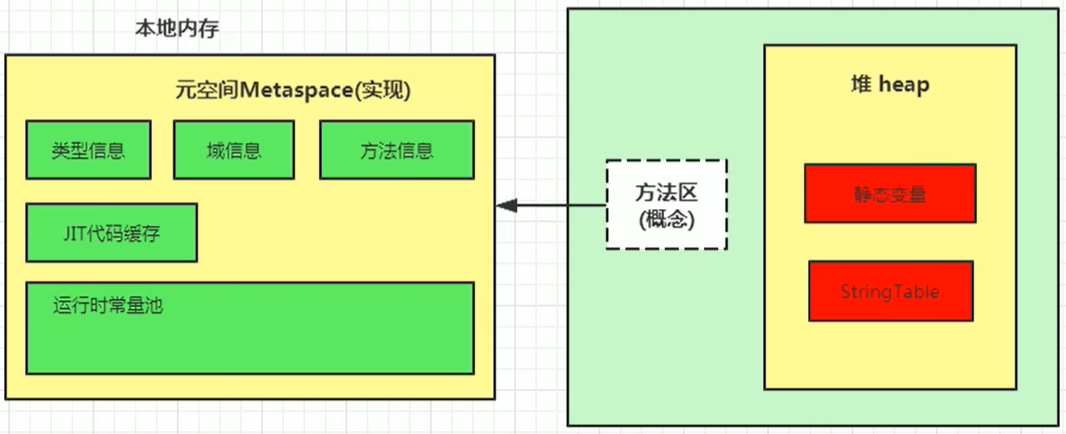 本地内存
元空间Metaspace(实现)
类型信息
域信息
方法信息
JIT代码缓存
运行时常量池
方法区
(概念)
堆 heap
静态变量
StringTable